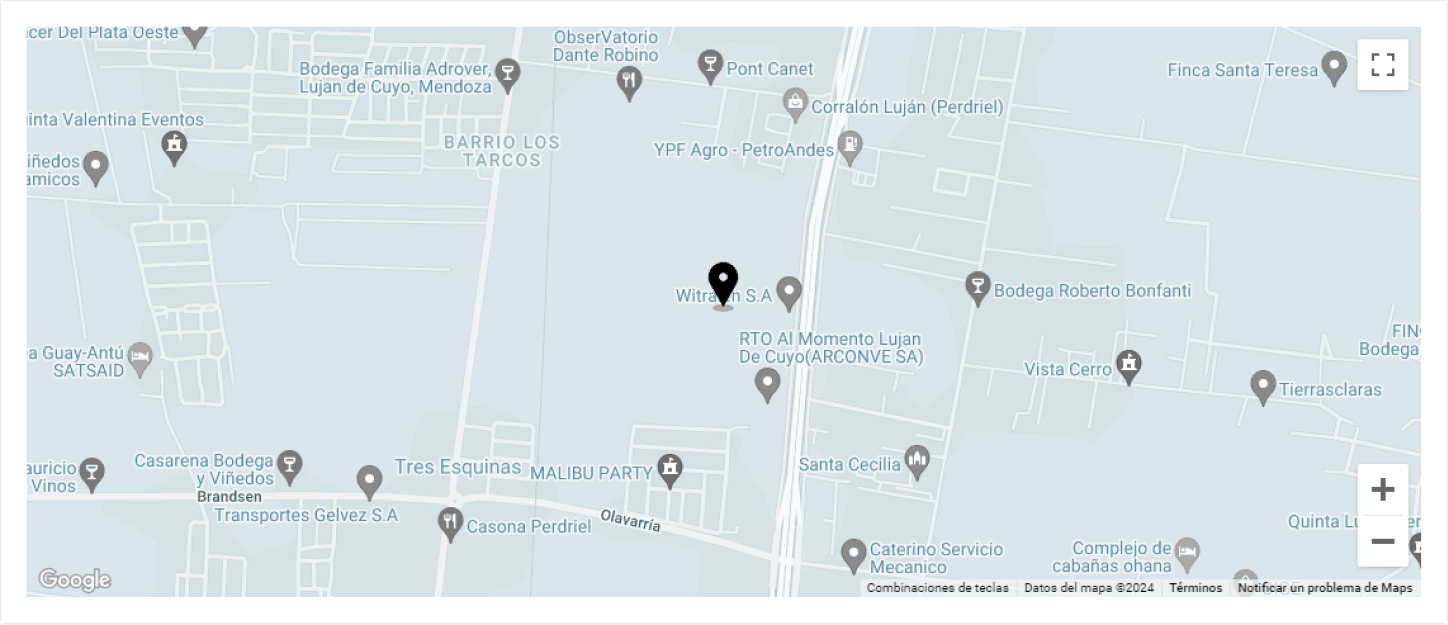 cer Del Plata Oeste
ObserVatorio
Dante Robino
Bodega Familia Adrover,
Lujan de Cuyo, Mendoza
Pont Canet
Finca Santa Teresa
Corralón Luján (Perdriel)
inta Valentina Eventos
BARRIO LOS
TARCOS
YPF Agro - PetroAndes
iñedos
amicos
Bodega Roberto Bonfanti
S.A
RTO Al Momento Lujan
De Cuyo(ARCONVE SA)
FIN
Bodega
a Guay-Antú
SATSAID
Vista Cerro
Tierrasclaras
Casarena Bodega
y Viñedos
auricio
Vinos
Tres Esquinas
MALIBU PARTY
Santa Cecilia
Brandsen
Transportes Gelvez S.A
Olavarría
Casona Perdriel
Quinta Lu
Caterino Servicio
Mecanico
Complejo de
cabañas ohana
Google
Combinaciones de teclas
Datos del mapa ©2024
Términos
Notificar un problema de Maps